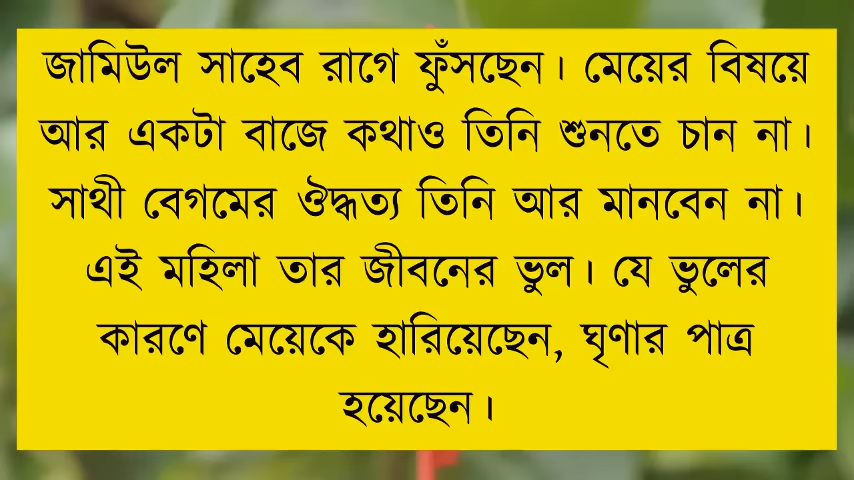 জামিউল সাহেব রাগে ফুঁসছেন। মেয়ের বিষয়ে
আর একটা বাজে কথাও তিনি শুনতে চান না।
সাথী বেগমের ঔদ্ধত্য তিনি আর মানবেন না।
এই মহিলা তার জীবনের ভুল। যে ভুলের
কারণে মেয়েকে হারিয়েছেন, ঘৃণার পাত্র
হয়েছেন।